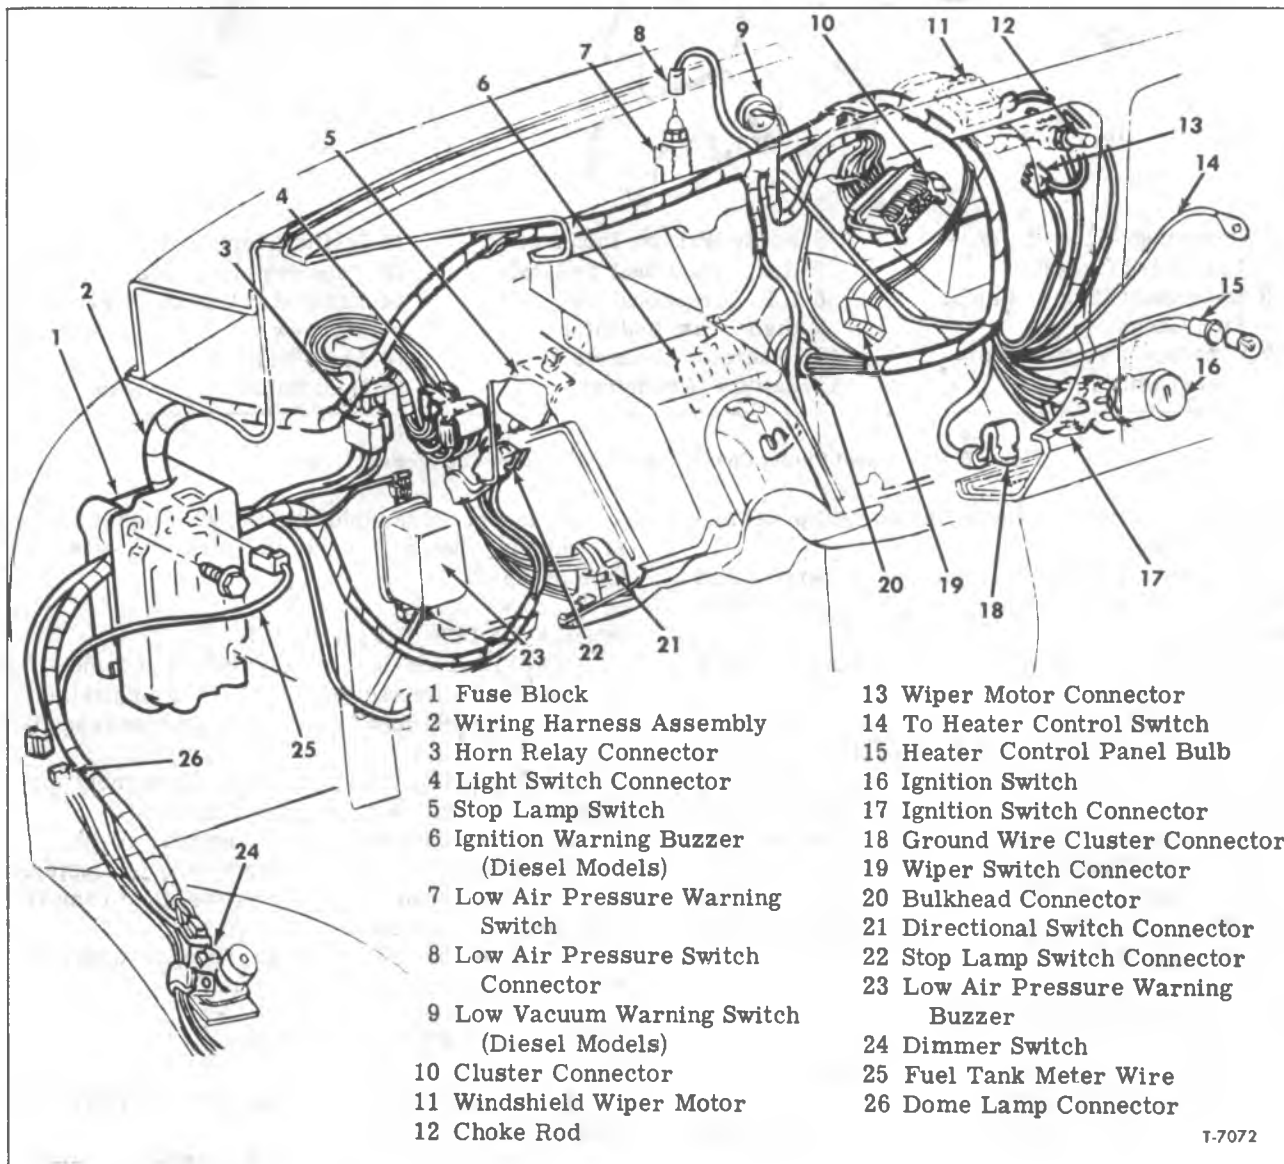 1
2
3
4
5
6
7
8
9
10
11
12
13
14
15
16
17
18
19
20
21
22
23
24
25
26
1 Fuse Block
2 Wiring Harness Assembly
3 Horn Relay Connector
4 Light Switch Connector
5 Stop Lamp Switch
6 Ignition Warning Buzzer
(Diesel Models)
7 Low Air Pressure Warning
Switch
8 Low Air Pressure Switch
Connector
9 Low Vacuum Warning Switch
(Diesel Models)
10 Cluster Connector
11 Windshield Wiper Motor
12 Choke Rod
13 Wiper Motor Connector
14 To Heater Control Switch
15 Heater Control Panel Bulb
16 Ignition Switch
17 Ignition Switch Connector
18 Ground Wire Cluster Connector
19 Wiper Switch Connector
20 Bulkhead Connector
21 Directional Switch Connector
22 Stop Lamp Switch Connector
23 Low Air Pressure Warning
Buzzer
24 Dimmer Switch
25 Fuel Tank Meter Wire
26 Dome Lamp Connector
T-7072